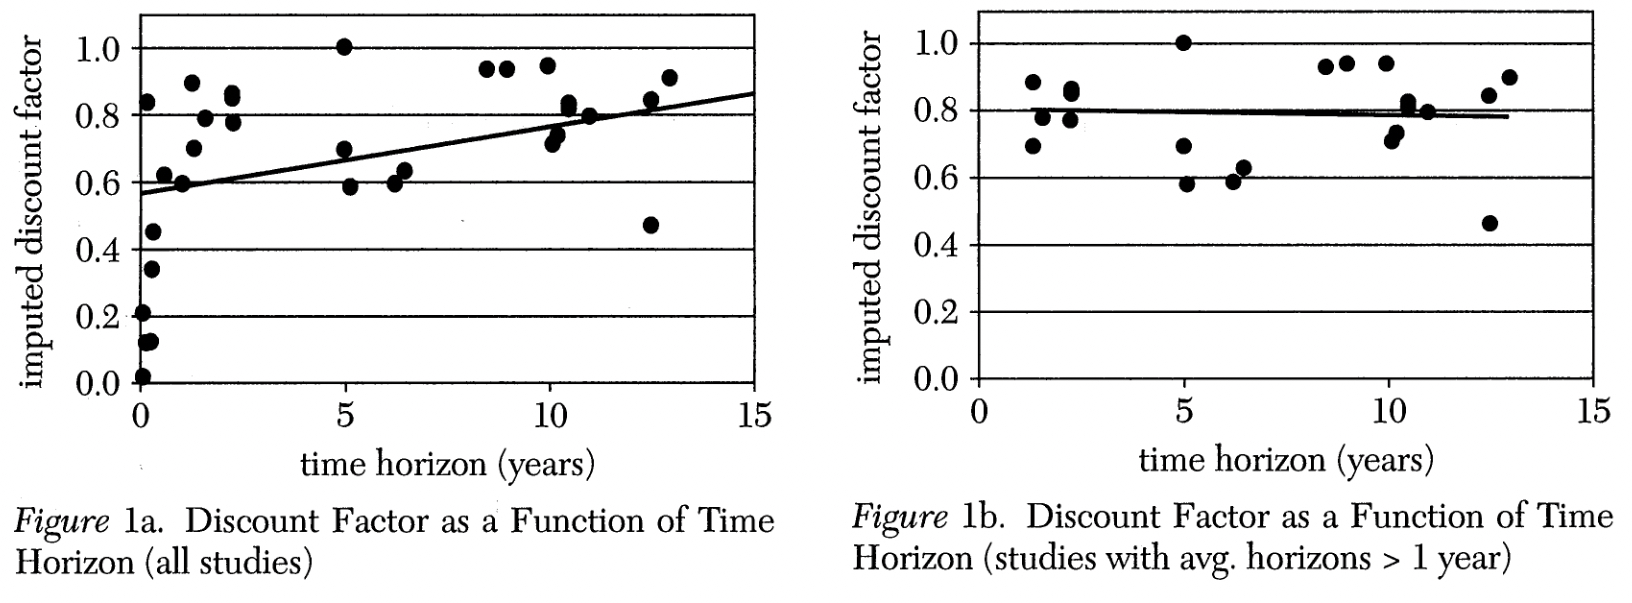 imputed discount factor
1.0
0.8
0.6
0.4
0.2
0.0
0
5
10
15
time horizon (years)
Figure 1a. Discount Factor as a Function of Time
Horizon (all studies)
imputed discount factor
1.0
0.8
0.6
0.4
0.2
0.0
0
5
10
15
time horizon (years)
Figure 1b. Discount Factor as a Function of Time
Horizon (studies with avg. horizons > 1 year)